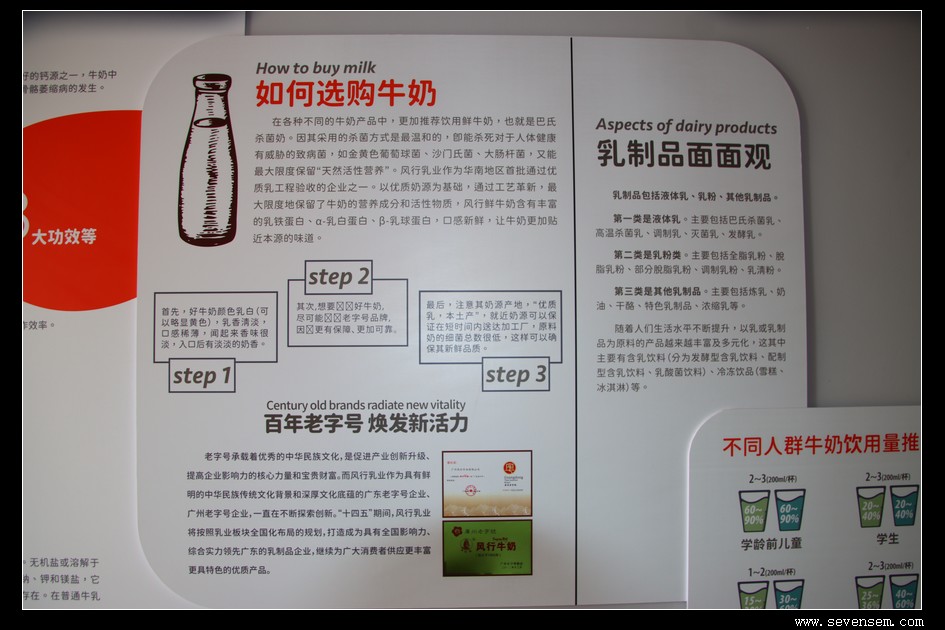 好的钙源之一，牛奶中
骨骼萎缩病的发生。
大功效等
作效率。
无机盐或溶解于
钠、钾和镁盐，它
存在。在普通牛乳
How to buy milk
如何选购牛奶
在各种不同的牛奶产品中，更加推荐饮用鲜牛奶，也就是巴氏
杀菌奶。因其采用的杀菌方式是最温和的，即能杀死对于人体健康
有威胁的致病菌，如金黄色葡萄球菌、沙门氏菌、大肠杆菌，又能
最大限度保留“天然活性营养”。风行乳业作为华南地区首批通过优
质乳工程验收的企业之一。以优质奶源为基础，通过工艺革新，最
大限度地保留了牛奶的营养成分和活性物质，风行鲜牛奶含有丰富
的乳铁蛋白、α-乳白蛋白、β-乳球蛋白，口感新鲜，让牛奶更加贴
近本源的味道。
首先，好牛奶颜色乳白(可
以略显黄色)，乳香清淡，
口感稀薄，闻起来香味很
淡，入口后有淡淡的奶香。
step 1
step 2
其次,想要好牛奶,
尽可能老字号品牌,
因更有保障、更加可靠。
最后，注意其奶源产地，“优质
乳，本土产”，就近奶源可以保
证在短时间内送达加工厂，原料
奶的细菌总数很低，这样可以确
保其新鲜品质。
step 3
Century old brands radiate new vitality
百年老字号 焕发新活力
老字号承载着优秀的中华民族文化,是促进产业创新升级、
提高企业影响力的核心力量和宝贵财富。而风行乳业作为具有鲜
明的中华民族传统文化背景和深厚文化底蕴的广东老字号企业、
广州老字号企业,一直在不断探索创新。“十四五”期间,风行乳业
将按照乳业板块全国化布局的规划,打造成为具有全国影响力、
综合实力领先广东的乳制品企业,继续为广大消费者供应更丰富
更具特色的优质产品。
风行牛奶
Aspects of dairy products
乳制品面面观
乳制品包括液体乳、乳粉、其他乳制品。
第一类是液体乳。主要包括巴氏杀菌乳、
高温杀菌乳、调制乳、灭菌乳、发酵乳。
第二类是乳粉类。主要包括全脂乳粉、脱
脂乳粉、部分脱脂乳粉、调制乳粉、乳清粉。
第三类是其他乳制品。主要包括炼乳、奶
油、干酪、特色乳制品、浓缩乳等。
随着人们生活水平不断提升，以乳或乳制
品为原料的产品越来越丰富及多元化，这其中
主要有含乳饮料(分为发酵型含乳饮料、配制
型含乳饮料、乳酸菌饮料)、冷冻饮品(雪糕、
冰淇淋)等。
不同人群牛奶饮用量推
2~3(200ml/杯)
60~
90%
60~
90%
学龄前儿童
2~3(200ml/杯)
20~
40%
20~
40%
学生
1~2(200ml/杯)
15~
30~
2~3(200ml/杯)
25~
40~
www.sevensem.com